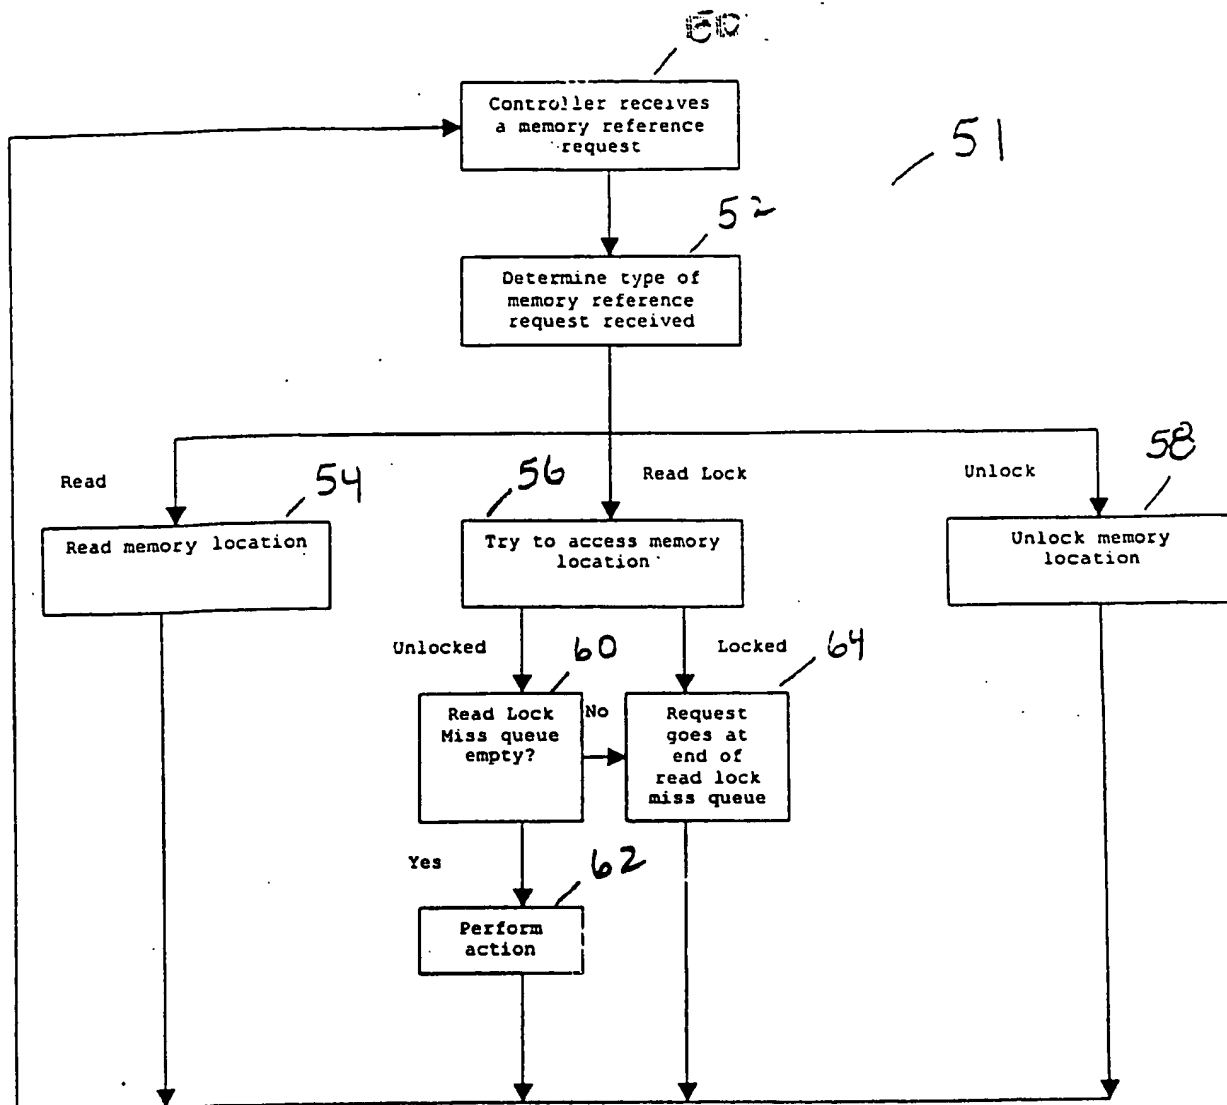 Controller receives
a memory reference
request
51
52
Determine type of
memory reference
request received
Read
54
56
Read Lock
Unlock
58
Read memory location
Try to access memory
location
Unlock memory
location
Unlocked
60
Locked
64
Read Lock
Miss queue
empty?
No
Request
goes at
end of
read lock
miss queue
Yes
62
Perform
action